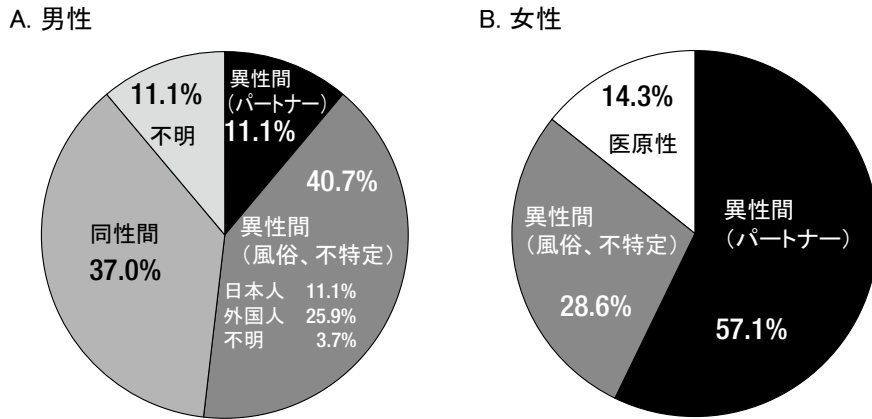 A. 男性
異性間
（パートナー）
11.1%
40.7%
異性間
（風俗、不特定）
日本人 11.1%
外国人 25.9%
不明 3.7%
同性間
37.0%
11.1%
不明
B. 女性
異性間
（パートナー）
57.1%
異性間
（風俗、不特定）
28.6%
14.3%
医原性